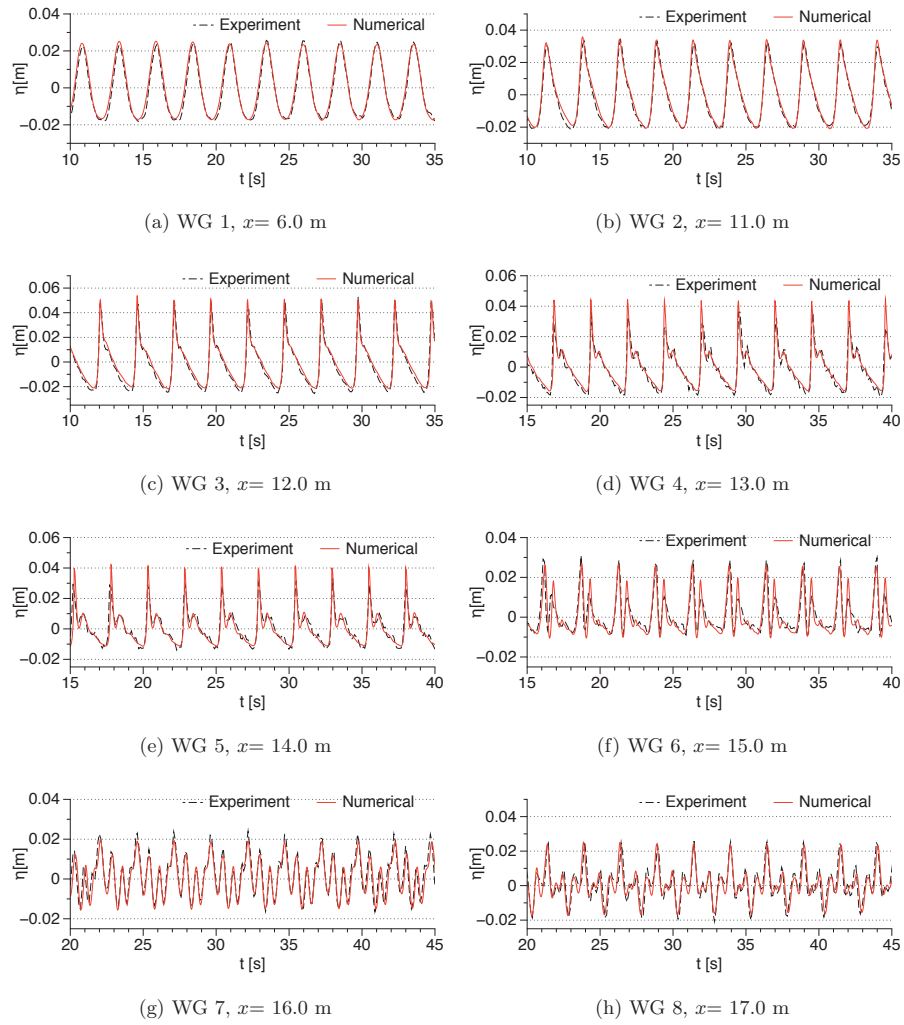 Experiment Numerical
0.04
0.02
0
−0.02
η[m]
10 15 20 25 30 35
t [s]
(a) WG 1, x= 6.0 m
Experiment Numerical
0.04
0.02
0
−0.02
η[m]
10 15 20 25 30 35
t [s]
(b) WG 2, x= 11.0 m
Experiment Numerical
0.06
0.04
0.02
0
−0.02
η[m]
10 15 20 25 30 35
t [s]
(c) WG 3, x= 12.0 m
Experiment Numerical
0.06
0.04
0.02
0
−0.02
η[m]
15 20 25 30 35 40
t [s]
(d) WG 4, x= 13.0 m
Experiment Numerical
0.06
0.04
0.02
0
−0.02
η[m]
15 20 25 30 35 40
t [s]
(e) WG 5, x= 14.0 m
Experiment Numerical
0.04
0.02
0
−0.02
η[m]
15 20 25 30 35 40
t [s]
(f) WG 6, x= 15.0 m
Experiment Numerical
0.04
0.02
0
−0.02
η[m]
20 25 30 35 40 45
t [s]
(g) WG 7, x= 16.0 m
Experiment Numerical
0.04
0.02
0
−0.02
η[m]
20 25 30 35 40 45
t [s]
(h) WG 8, x= 17.0 m